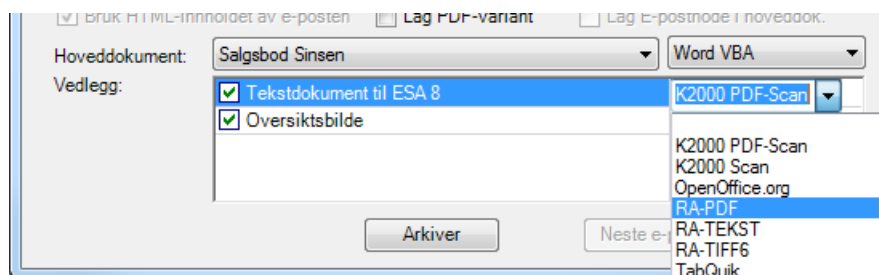 Bruk HTML-Innholdet av e-posten Lag PDF-variant Lag E-postnode i hoveddok.
Hoveddokument: Salgsbod Sinsen Word VBA
Vedlegg: Tekstdokument til ESA 8 K2000 PDF-Scan
Oversiktsbilde
K2000 PDF-Scan
K2000 Scan
OpenOffice.org
RA-PDF
RA-TEKST
RA-TIFF6
TabQuik
Arkiver Neste e-